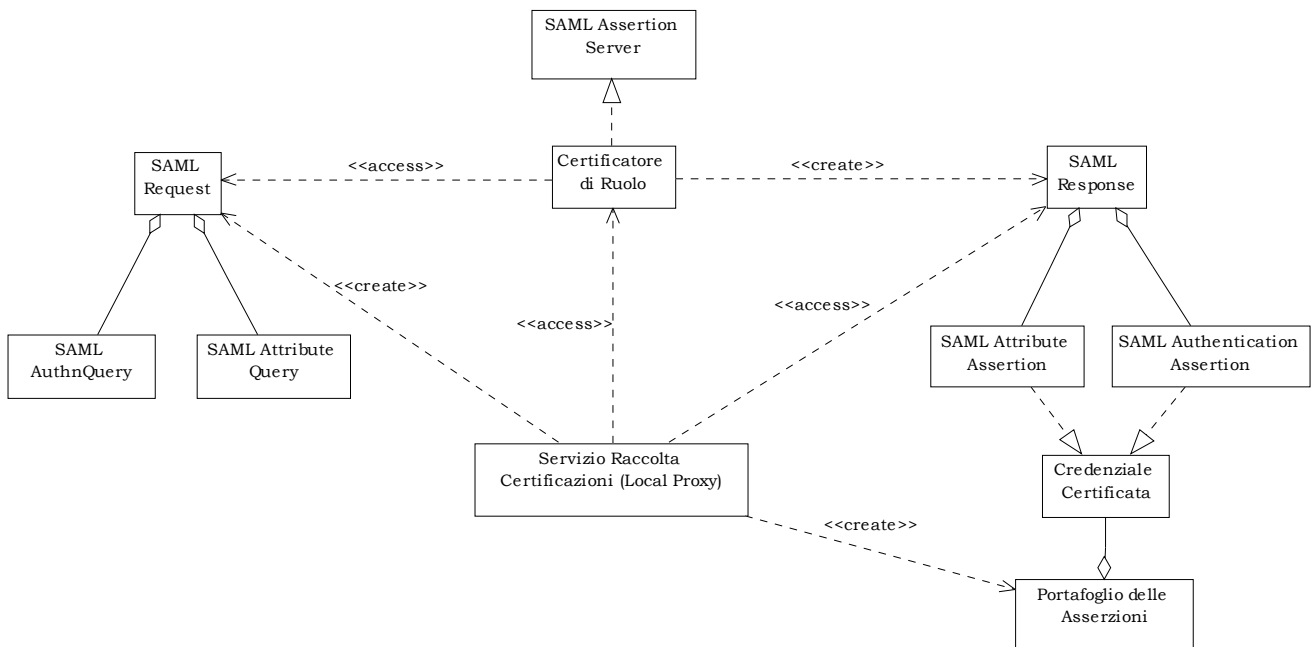 SAML Assertion
Server
SAML
Request
<<access>>
Certificatore
di Ruolo
<<create>>
SAML
Response
<<create>>
<<access>>
<<access>>
SAML
AuthnQuery
SAML Attribute
Query
SAML Attribute
Assertion
SAML Authentication
Assertion
Servizio Raccolta
Certificazioni (Local Proxy)
Credenziale
Certificata
<<create>>
Portafoglio delle
Asserzioni